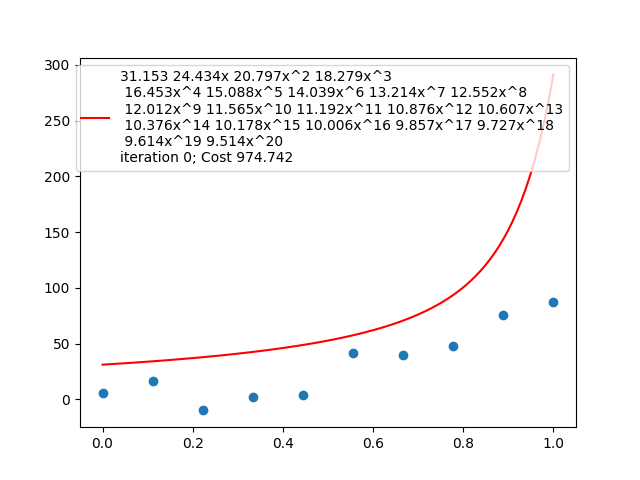 300
250
200
150
100
50
0
31.153 24.434x 20.797x^2 18.279x^3
16.453x^4 15.088x^5 14.039x^6 13.214x^7 12.552x^8
12.012x^9 11.565x^10 11.192x^11 10.876x^12 10.607x^13
10.376x^14 10.178x^15 10.006x^16 9.857x^17 9.727x^18
9.614x^19 9.514x^20
iteration 0; Cost 974.742
0.0 0.2 0.4 0.6 0.8 1.0